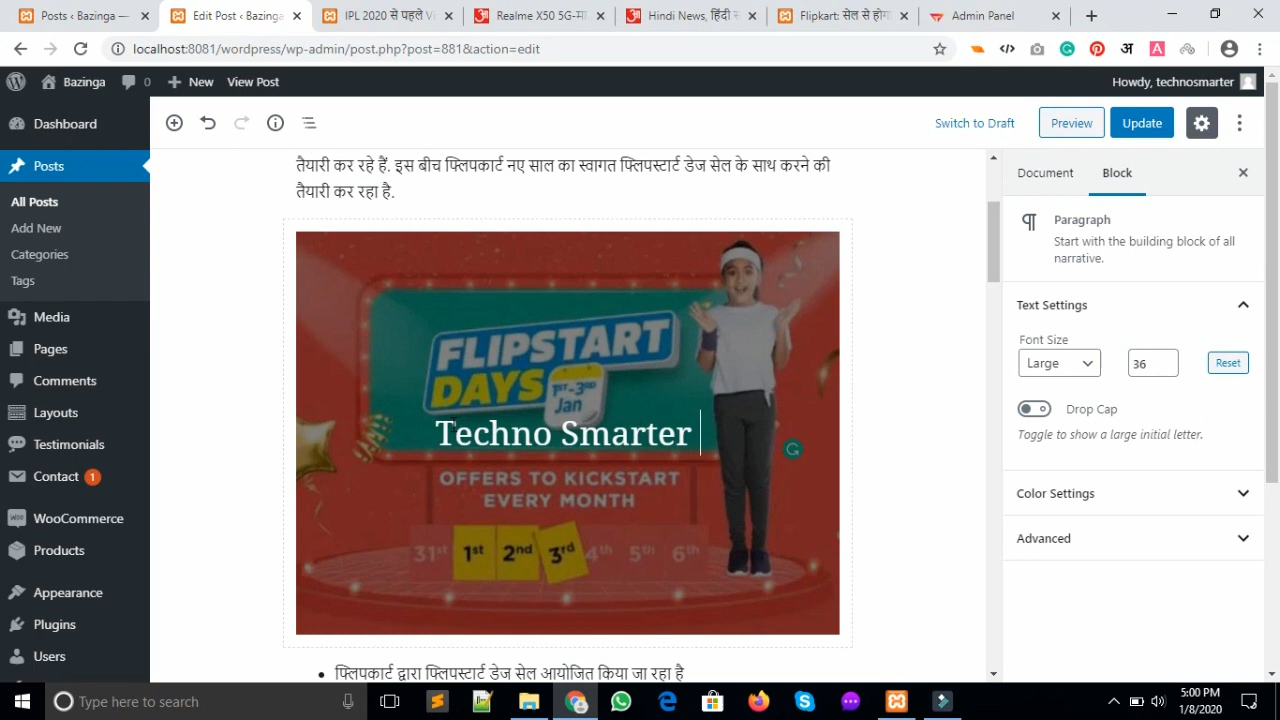 Posts ‹ Bazinga —
Edit Post ‹ Bazinga
IPL 2020 से पहले Vi
Realme X50 5G-मा
Hindi News, हिंदी स
Flipkart: सेल से होगा
Admin Panel
localhost:8081/wordpress/wp-admin/post.php?post=881&action=edit
Bazinga
0
New
View Post
Howdy, technosmarter
Dashboard
Posts
All Posts
Add New
Categories
Tags
Media
Pages
Comments
Layouts
Testimonials
Contact 1
WooCommerce
Products
Appearance
Plugins
Users
Switch to Draft
Preview
Update
तैयारी कर रहे हैं. इस बीच फ्लिपकार्ट नए साल का स्वागत फ्लिपस्टार्ट डेज सेल के साथ करने की
तैयारी कर रहा है.
FLIPSTART
DAYS
1ST-3RD
Jan
Techno Smarter
OFFERS TO KICKSTART
EVERY MONTH
31st 1st 2nd 3rd 4th 5th 6th
• फ्लिपकार्ट द्वारा फ्लिपस्टार्ट डेज सेल आयोजित किया जा रहा है
Document
Block
Paragraph
Start with the building block of all
narrative.
Text Settings
Font Size
Large
36
Reset
Drop Cap
Toggle to show a large initial letter.
Color Settings
Advanced
Type here to search
5:00 PM
1/8/2020